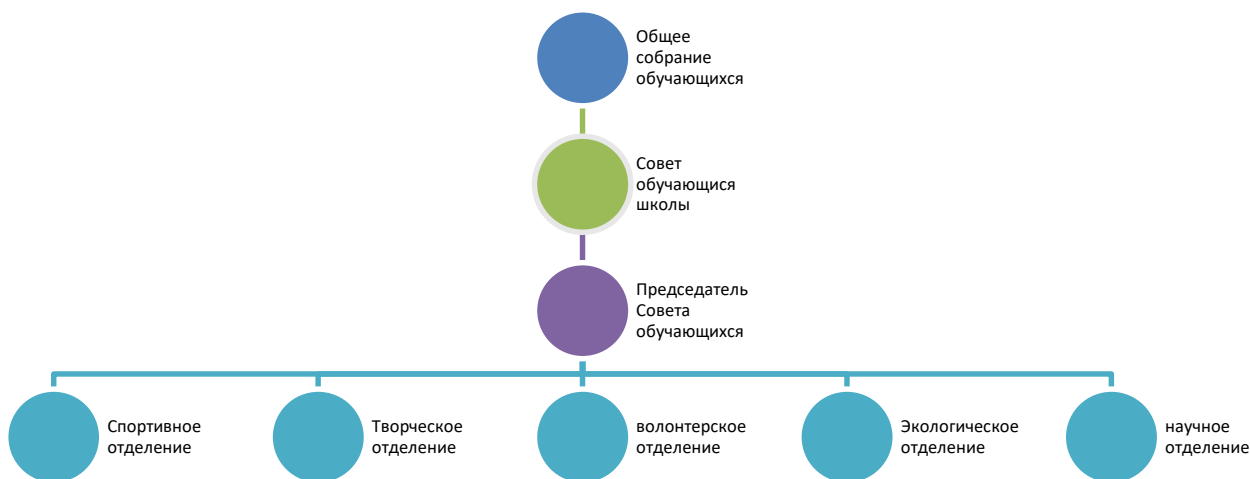 Общее
собрание
обучающихся
Совет
обучающися
школы
Председатель
Совета
обучающихся
Спортивное
отделение
Творческое
отделение
волонтерское
отделение
Экологическое
отделение
научное
отделение